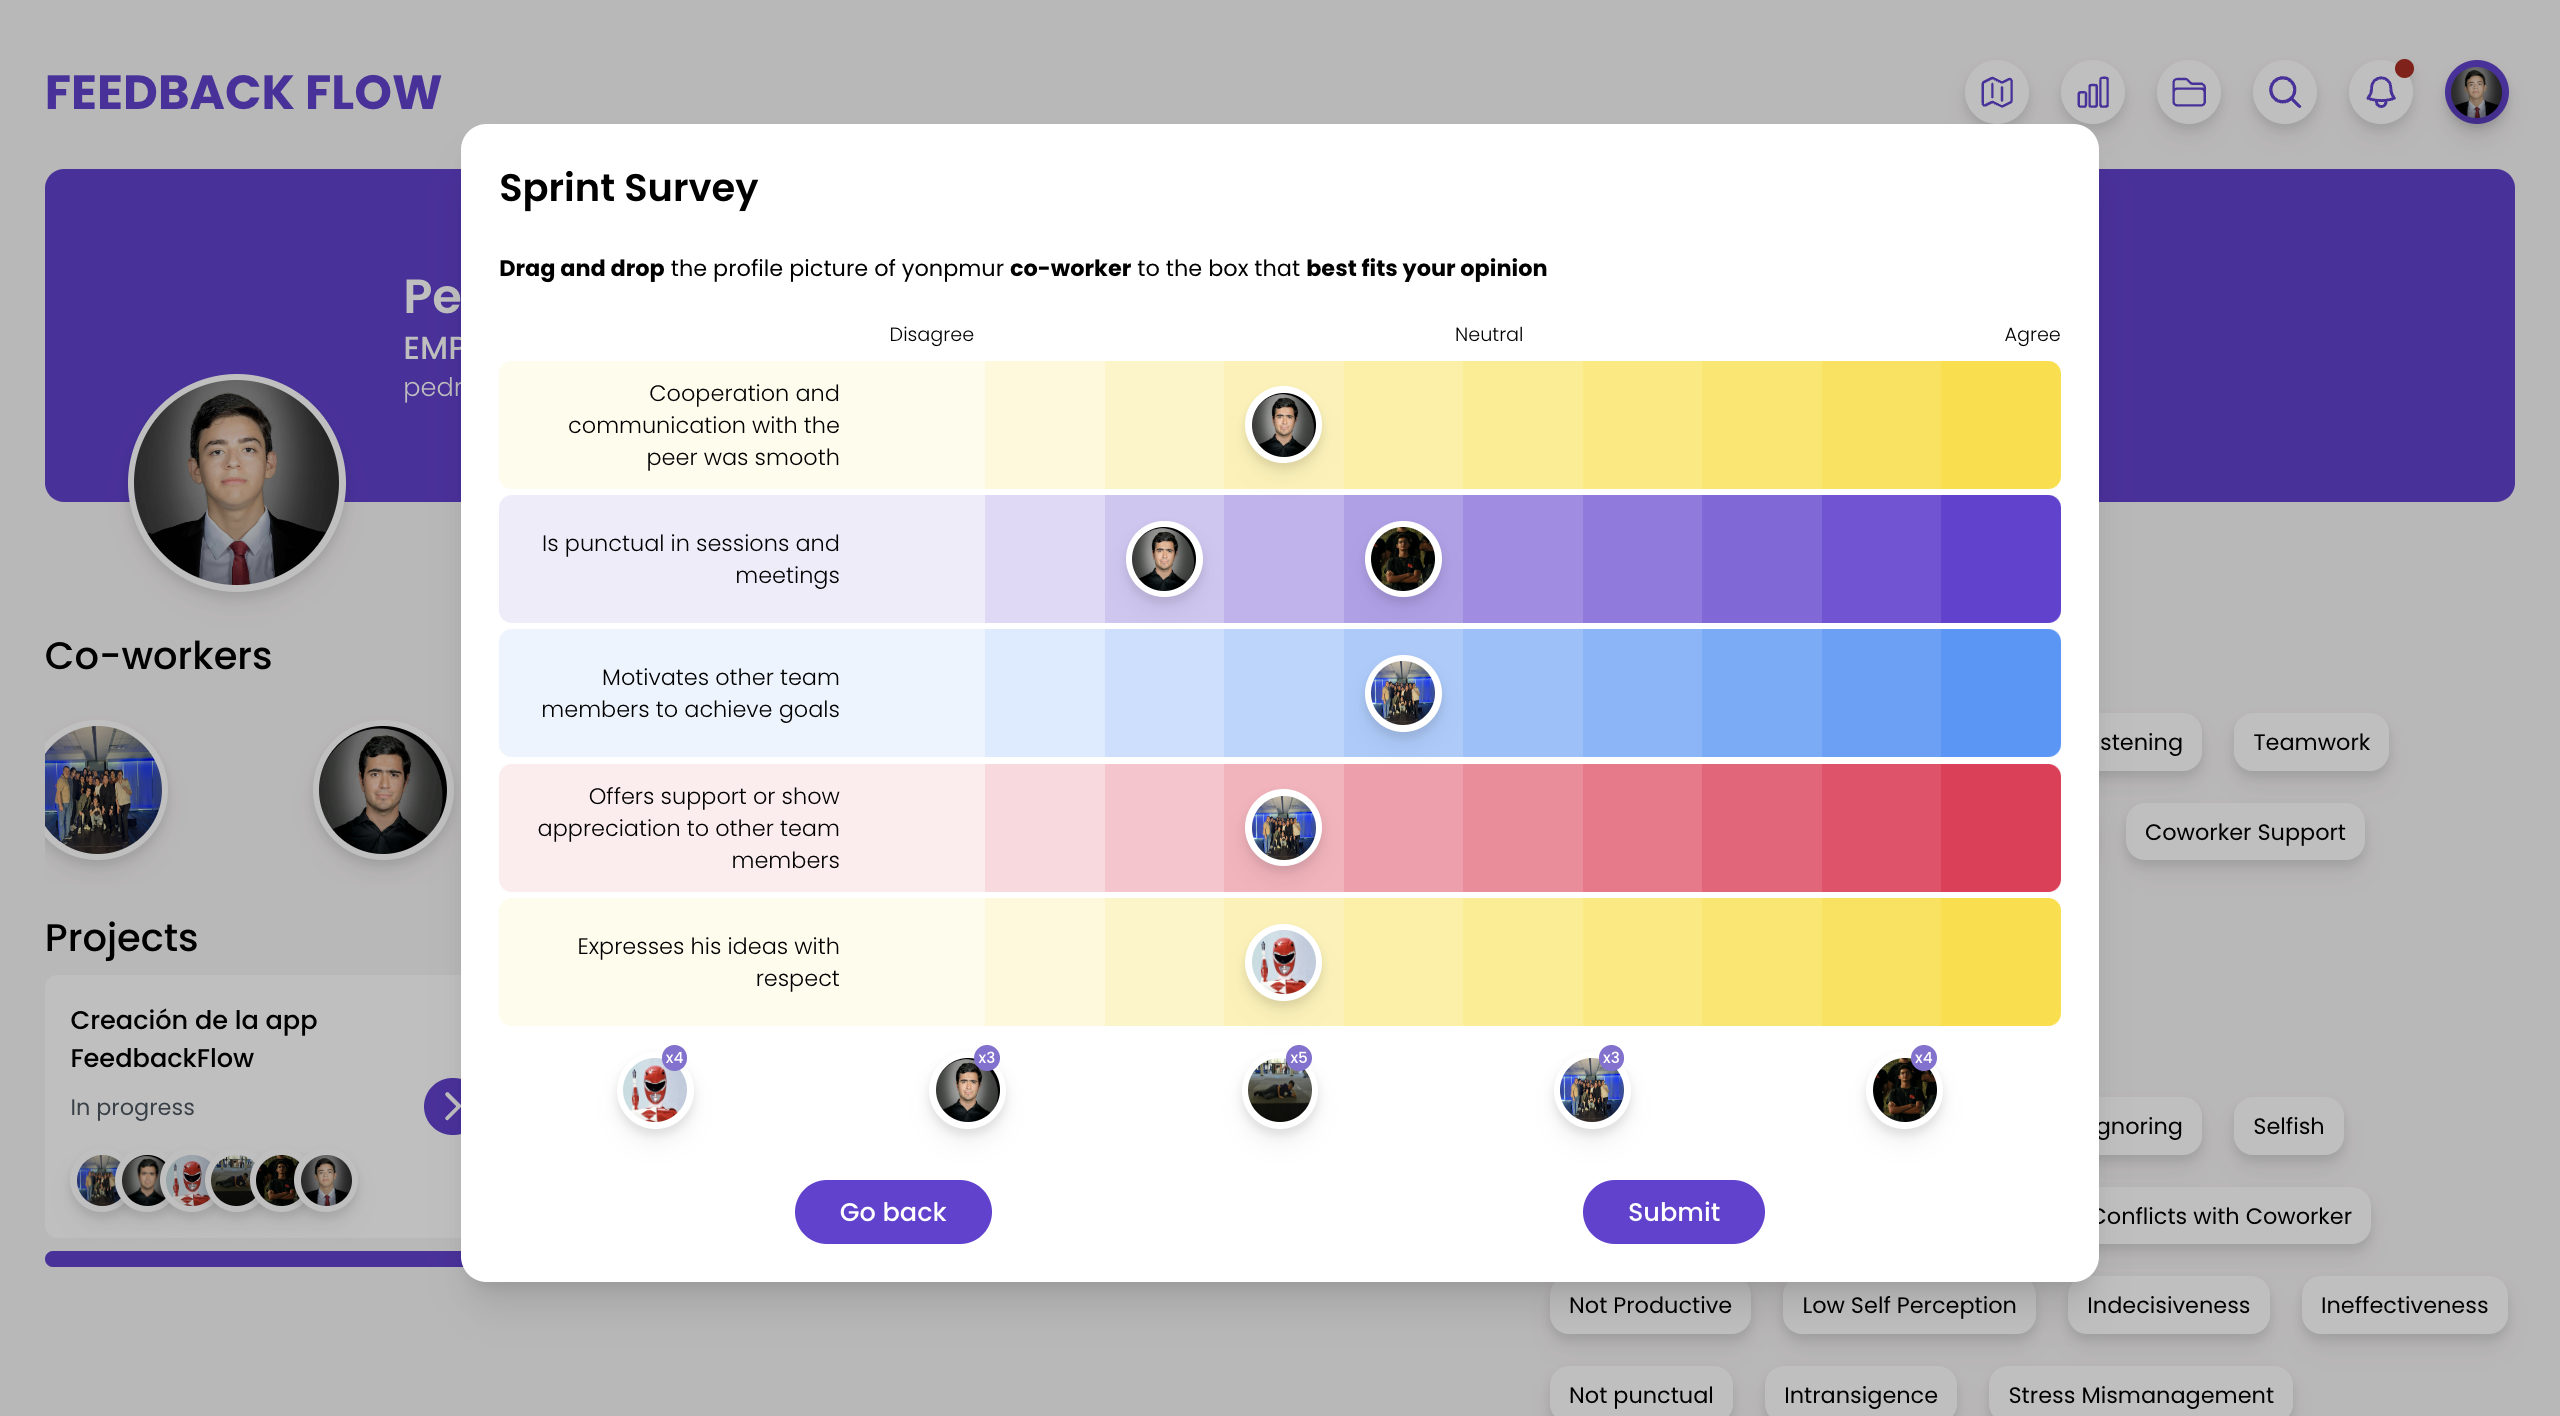 FEEDBACK FLOW
Pe
EMP
pedr
Sprint Survey
Drag and drop the profile picture of yonpmur co-worker to the box that best fits your opinion
Disagree
Neutral
Agree
Cooperation and
communication with the
peer was smooth
Is punctual in sessions and
meetings
Motivates other team
members to achieve goals
Offers support or show
appreciation to other team
members
Expresses his ideas with
respect
x4
x3
x5
x3
x4
Go back
Submit
Co-workers
Projects
Creación de la app
FeedbackFlow
In progress
stening
Teamwork
Coworker Support
gnoring
Selfish
Conflicts with Coworker
Not Productive
Low Self Perception
Indecisiveness
Ineffectiveness
Not punctual
Intransigence
Stress Mismanagement